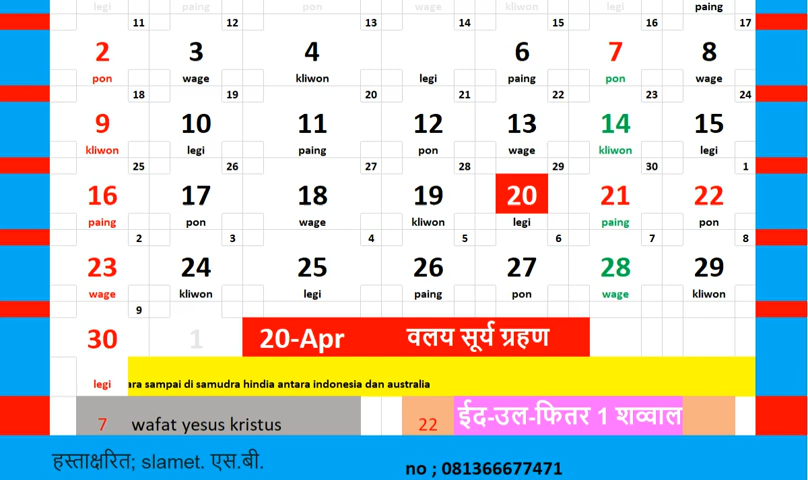 legi paing pon wage kliwon legi paing
11 12 13 14 15 16 17
2 3 4 6 7 8
pon wage kliwon legi paing pon wage
18 19 20 21 22 23 24
9 10 11 12 13 14 15
kliwon legi paing pon wage kliwon legi
25 26 27 28 29 30 1
16 17 18 19 20 21 22
paing pon wage kliwon legi paing pon
2 3 4 5 6 7 8
23 24 25 26 27 28 29
wage kliwon legi paing pon wage kliwon
9
30 1 20-Apr वलय सूर्य ग्रहण
legi ara sampai di samudra hindia antara indonesia dan australia
7 wafat yesus kristus 22 ईद-उल-फितर 1 शव्वाल
हस्ताक्षरित; slamet. एस.बी. no ; 081366677471